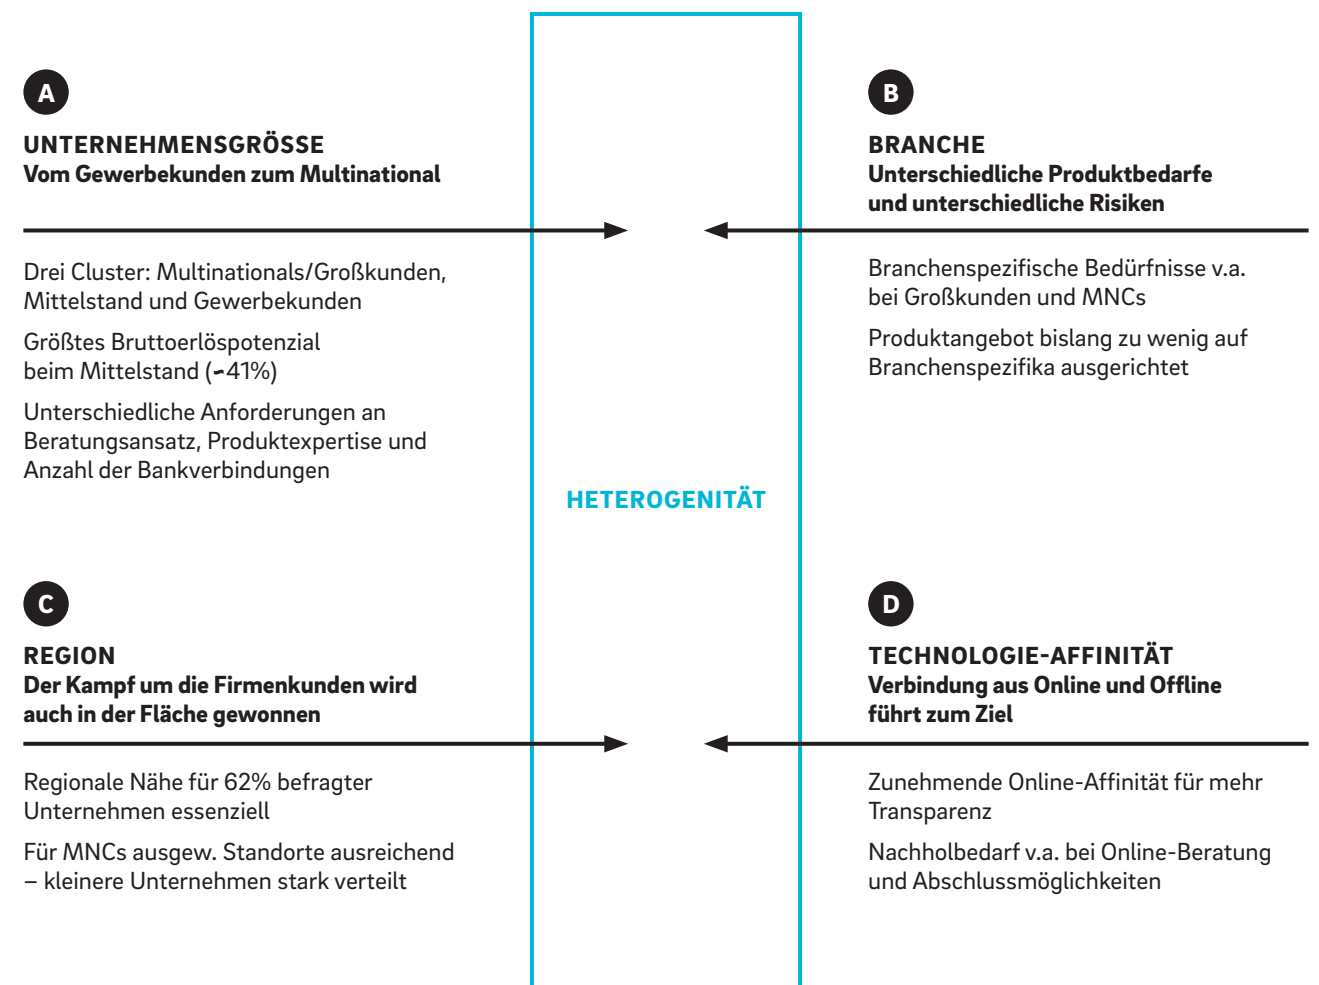 A
UNTERNEHMENSGRÖSSE
Vom Gewerbekunden zum Multinational
Drei Cluster: Multinationals/Großkunden,
Mittelstand und Gewerbekunden
Größtes Bruttoerlöspotenzial
beim Mittelstand (~41%)
Unterschiedliche Anforderungen an
Beratungsansatz, Produktexpertise und
Anzahl der Bankverbindungen
B
BRANCHE
Unterschiedliche Produktbedarfe
und unterschiedliche Risiken
Branchenspezifische Bedürfnisse v.a.
bei Großkunden und MNCs
Produktangebot bislang zu wenig auf
Branchenspezifika ausgerichtet
HETEROGENITÄT
C
REGION
Der Kampf um die Firmenkunden wird
auch in der Fläche gewonnen
Regionale Nähe für 62% befragter
Unternehmen essenziell
Für MNCs ausgew. Standorte ausreichend
– kleinere Unternehmen stark verteilt
D
TECHNOLOGIE-AFFINITÄT
Verbindung aus Online und Offline
führt zum Ziel
Zunehmende Online-Affinität für mehr
Transparenz
Nachholbedarf v.a. bei Online-Beratung
und Abschlussmöglichkeiten